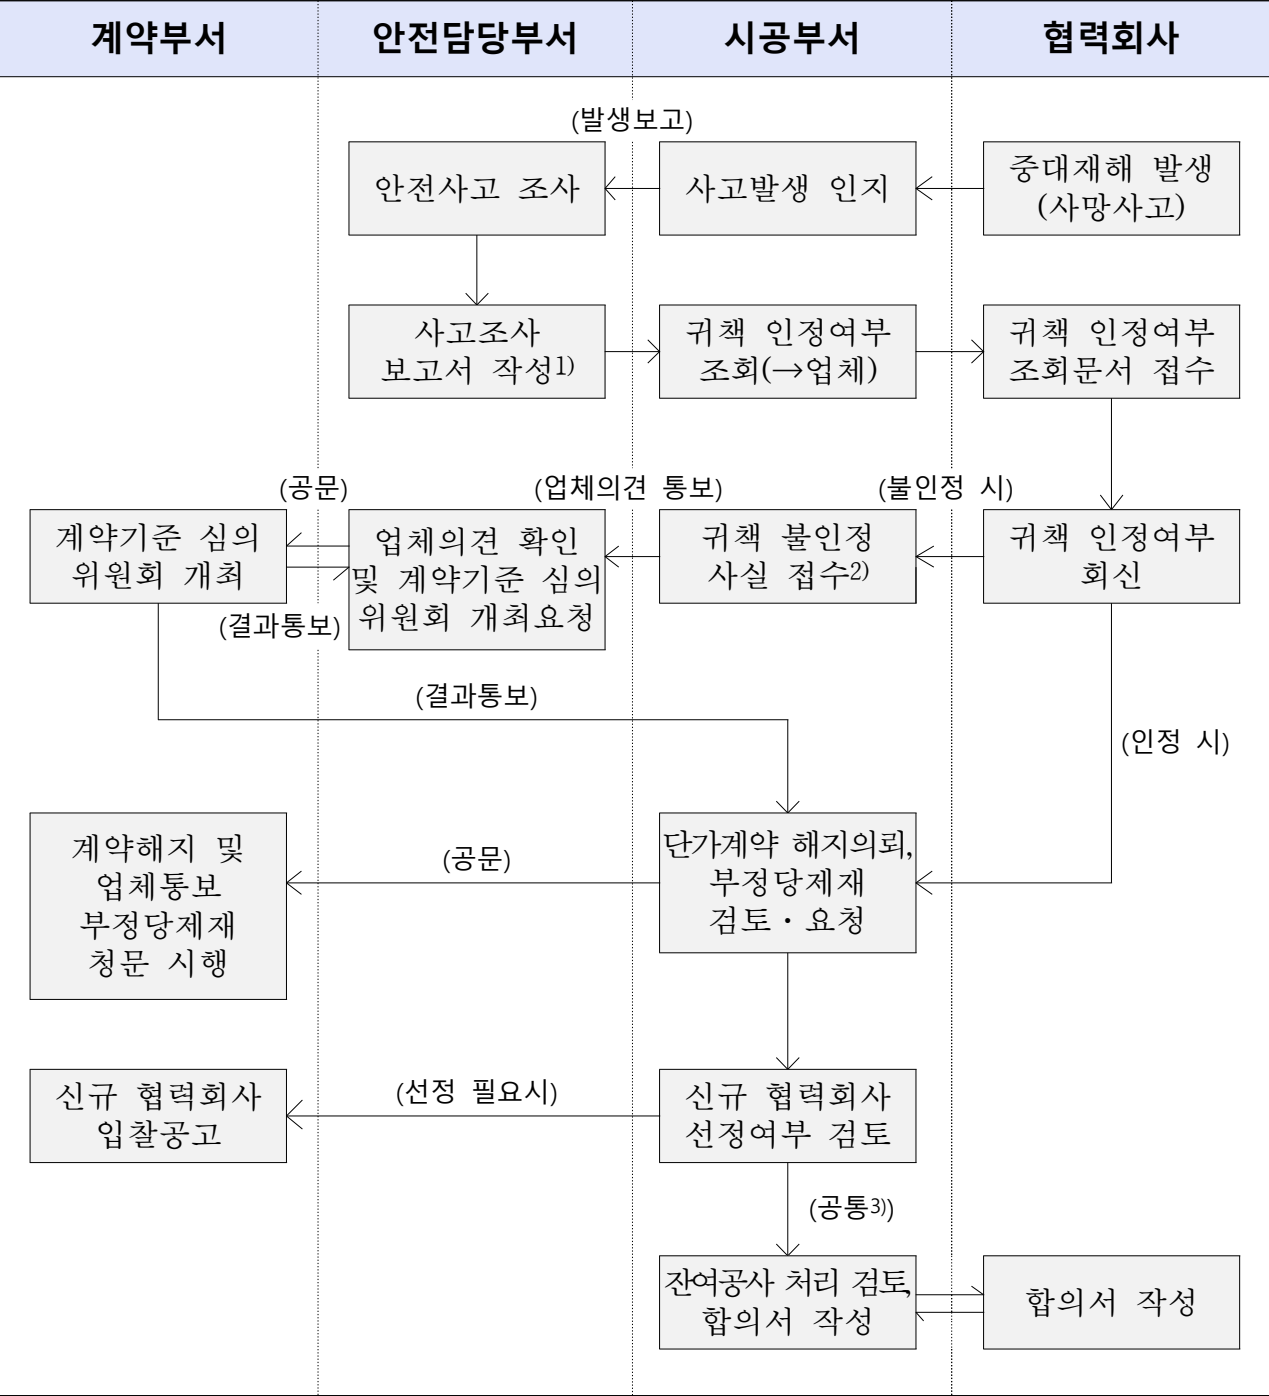 계약부서 안전담당부서 시공부서 협력회사
(발생보고)
안전사고 조사
사고발생 인지
중대재해 발생
(사망사고)
사고조사
보고서 작성1)
귀책 인정여부
조회(→업체)
귀책 인정여부
조회문서 접수
(공문)
(업체의견 통보)
(불인정 시)
계약기준 심의
위원회 개최
업체의견 확인
및 계약기준 심의
위원회 개최요청
귀책 불인정
사실 접수2)
귀책 인정여부
회신
(결과통보)
(결과통보)
(인정 시)
계약해지 및
업체통보
부정당제재
청문 시행
(공문)
단가계약 해지의뢰,
부정당제재
검토・요청
신규 협력회사
입찰공고
(선정 필요시)
신규 협력회사
선정여부 검토
(공통3))
잔여공사 처리 검토,
합의서 작성
합의서 작성